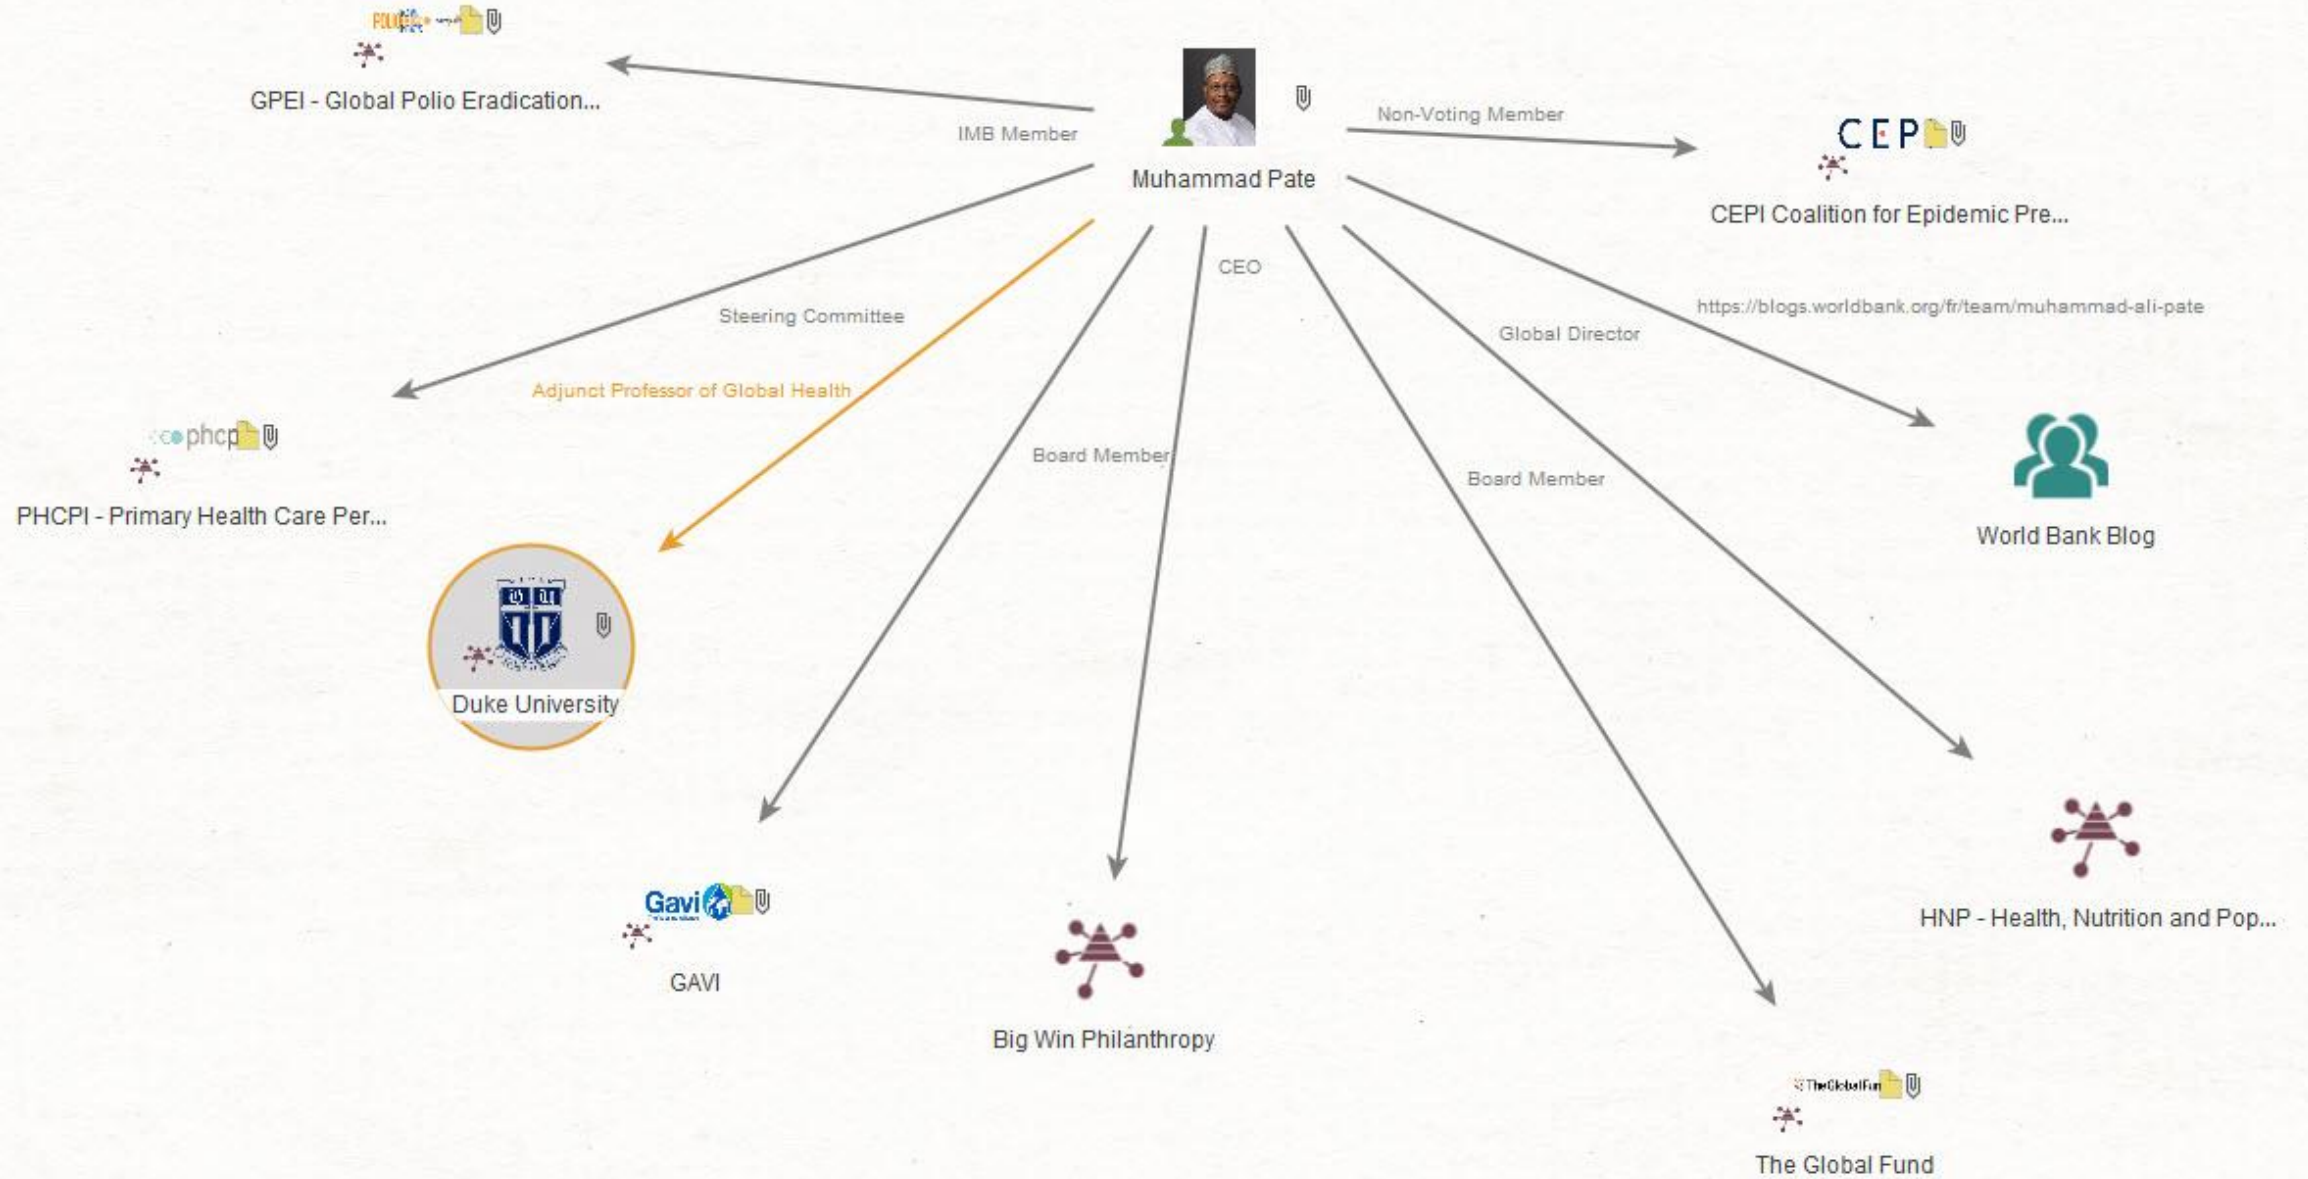 POLIO
GPEI - Global Polio Eradication...
IMB Member
Muhammad Pate
Non-Voting Member
CEP
CEPI Coalition for Epidemic Pre...
CEO
Steering Committee
https://blogs.worldbank.org/fr/team/muhammad-ali-pate
Global Director
Adjunct Professor of Global Health
phcp
Board Member
Board Member
PHCPI - Primary Health Care Per...
World Bank Blog
Duke University
Gavi
HNP - Health, Nutrition and Pop...
GAVI
Big Win Philanthropy
TheGlobalFun
The Global Fund